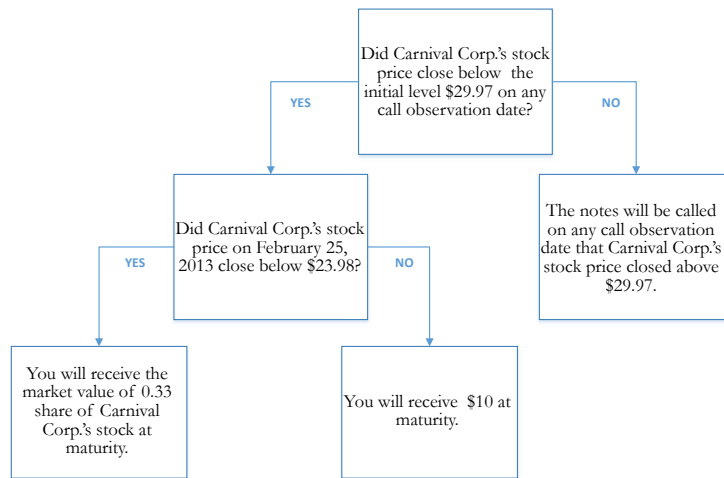 Did Carnival Corp.'s stock
price close below the
initial level $29.97 on any
call observation date?
YES
NO
Did Carnival Corp.'s stock
price on February 25,
2013 close below $23.98?
The notes will be called
on any call observation
date that Carnival Corp.'s
stock price closed above
$29.97.
YES
NO
You will receive the
market value of 0.33
share of Carnival
Corp.'s stock at
maturity.
You will receive $10 at
maturity.